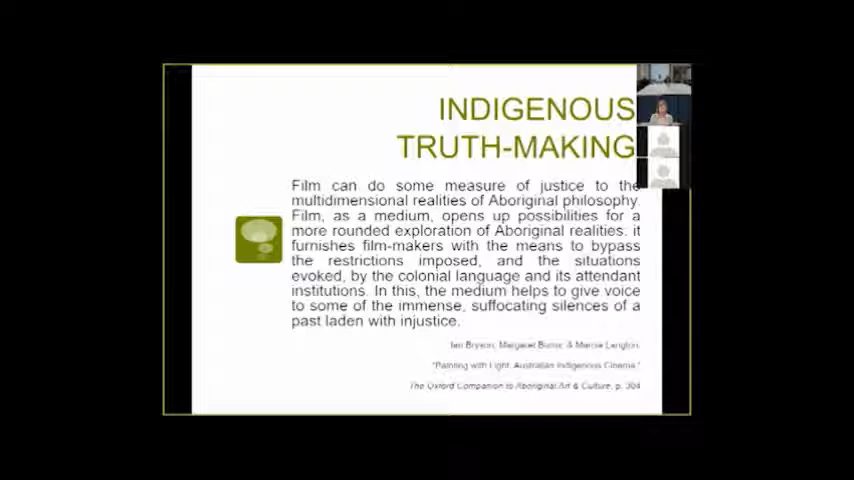 INDIGENOUS
TRUTH-MAKING
Film can do some measure of justice to the
multidimensional realities of Aboriginal philosophy.
Film, as a medium, opens up possibilities for a
more rounded exploration of Aboriginal realities: it
furnishes film-makers with the means to bypass
the restrictions imposed, and the situations
evoked, by the colonial language and its attendant
institutions. In this, the medium helps to give voice
to some of the immense, suffocating silences of a
past laden with injustice.
Ian Bryson, Margaret Burns, & Marcia Langton.
"Painting with Light: Australian Indigenous Cinema."
The Oxford Companion to Aboriginal Art & Culture, p. 304